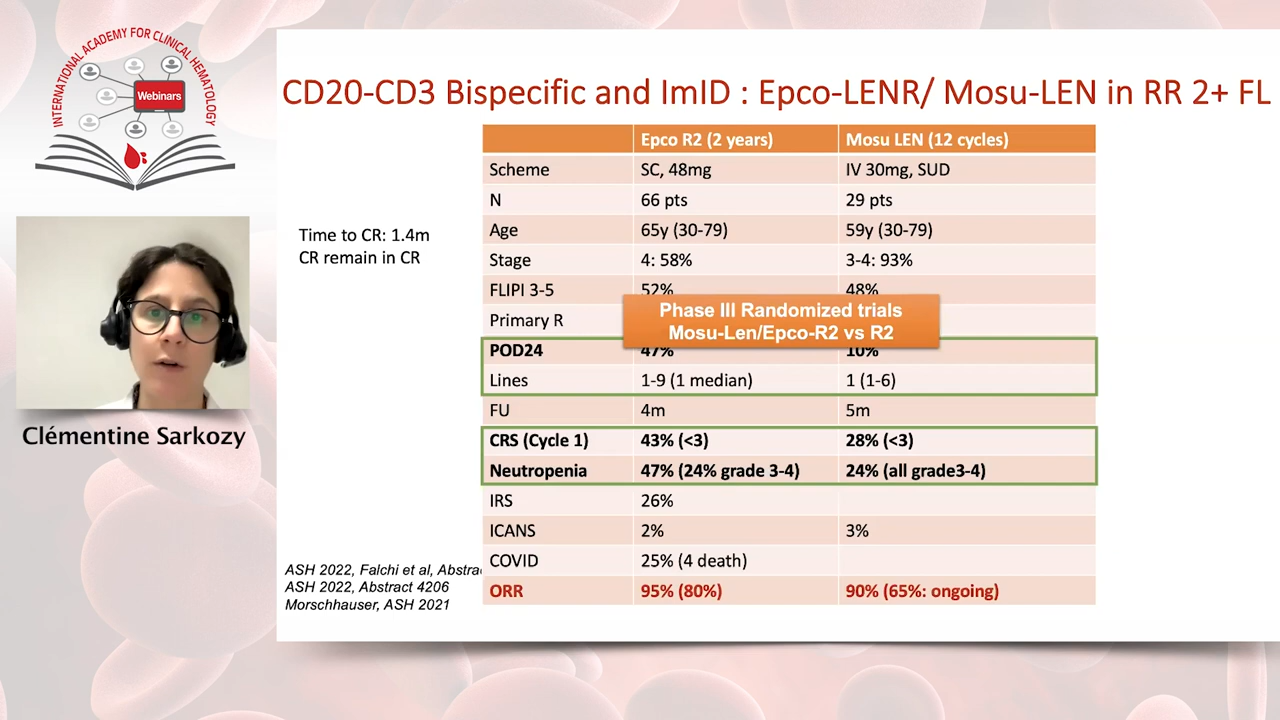 INTERNATIONAL ACADEMY FOR CLINICAL HEMATOLOGY
Webinars
Clémentine Sarkozy
CD20-CD3 Bispecific and ImID : Epco-LENR/ Mosu-LEN in RR 2+ FL
Time to CR: 1.4m
CR remain in CR
Epco R2 (2 years) Mosu LEN (12 cycles)
Scheme SC, 48mg IV 30mg, SUD
N 66 pts 29 pts
Age 65y (30-79) 59y (30-79)
Stage 4: 58% 3-4: 93%
FLIPI 3-5 52% 48%
Primary R
Phase III Randomized trials
Mosu-Len/Epco-R2 vs R2
POD24 47% 10%
Lines 1-9 (1 median) 1 (1-6)
FU 4m 5m
CRS (Cycle 1) 43% (<3) 28% (<3)
Neutropenia 47% (24% grade 3-4) 24% (all grade3-4)
IRS 26%
ICANS 2% 3%
COVID 25% (4 death)
ORR 95% (80%) 90% (65%: ongoing)
ASH 2022, Falchi et al,
ASH 2022, Abstract 4206
Morschhauser, ASH 2021